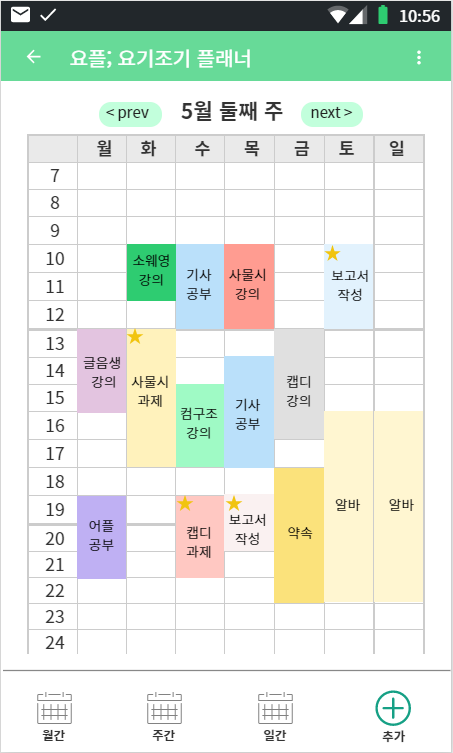 10:56
요플; 요기조기 플래너
< prev 5월 둘째 주 next >
월 화 수 목 금 토 일
7
8
9
10
11
12
13
14
15
16
17
18
19
20
21
22
23
24
소웨영
강의
기사
공부
사물시
강의
보고서
작성
글음생
강의
사물시
과제
컴구조
강의
기사
공부
캡디
강의
알바
알바
어플
공부
캡디
과제
보고서
작성
약속
월간 주간 일간 추가